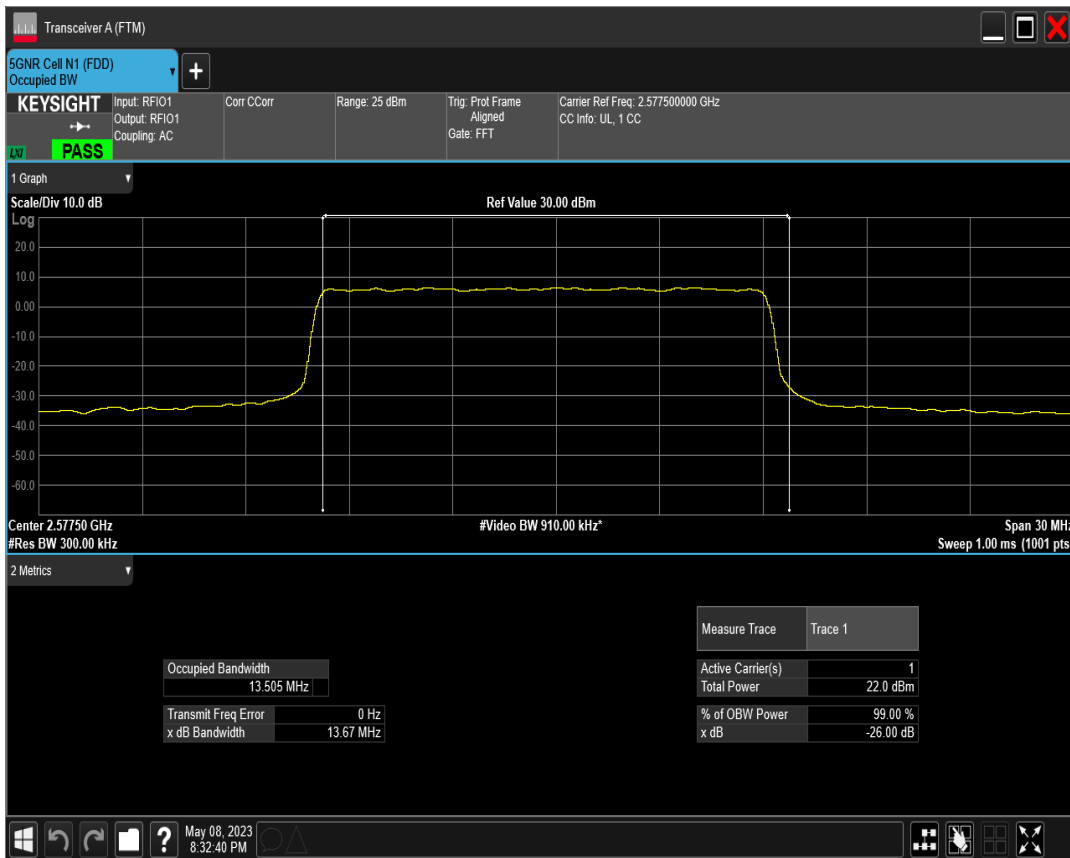 Transceiver A (FTM)
5GNR Cell N1 (FDD)
Occupied BW
+
KEYSIGHT
LXI
PASS
Input: RFIO1
Output: RFIO1
Coupling: AC
Corr CCorr
Range: 25 dBm
Trig: Prot Frame
Aligned
Gate: FFT
Carrier Ref Freq: 2.577500000 GHz
CC Info: UL, 1 CC
1 Graph
Scale/Div 10.0 dB
Ref Value 30.00 dBm
Log
20.0
10.0
0.00
-10.0
-20.0
-30.0
-40.0
-50.0
-60.0
Center 2.57750 GHz
#Video BW 910.00 kHz*
Span 30 MHz
#Res BW 300.00 kHz
Sweep 1.00 ms (1001 pts
2 Metrics
Measure Trace Trace 1
Occupied Bandwidth
13.505 MHz
Active Carrier(s) 1
Total Power 22.0 dBm
Transmit Freq Error 0 Hz
x dB Bandwidth 13.67 MHz
% of OBW Power 99.00 %
x dB -26.00 dB
?
May 08, 2023
8:32:40 PM